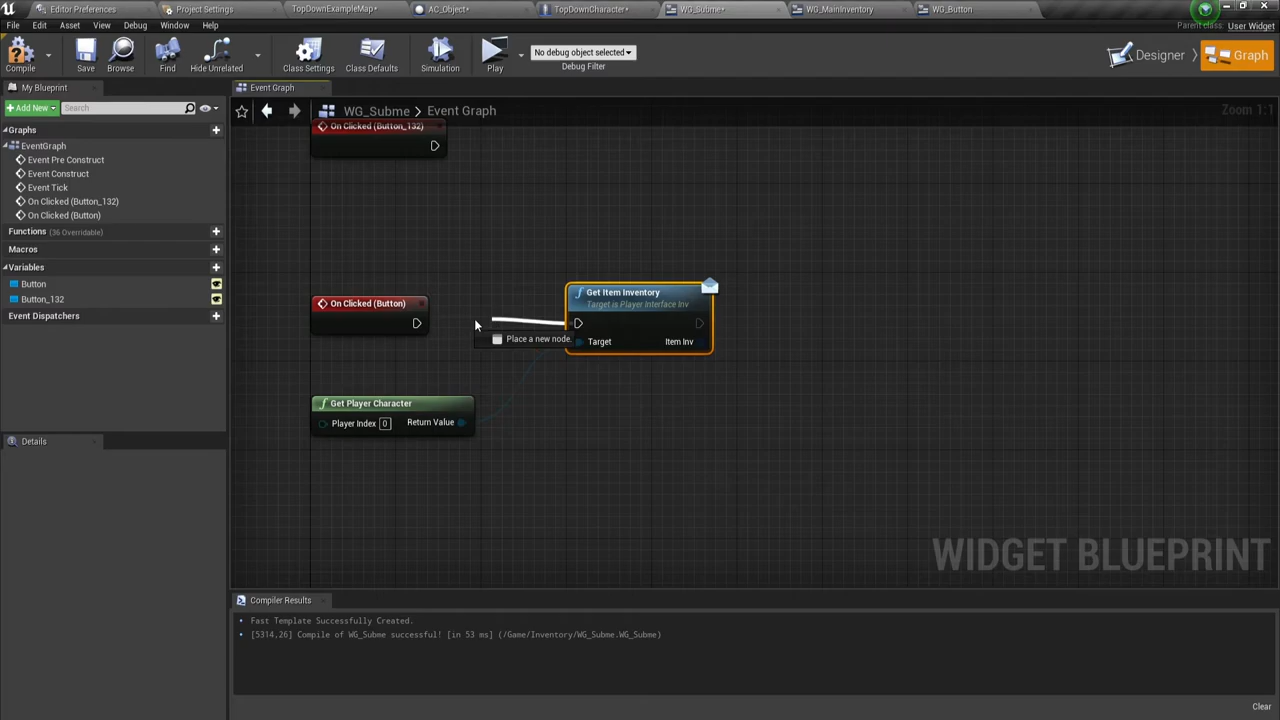 Editor Preferences
Project Settings
TopDownExampleMap•
AC_Object•
TopDownCharacter•
WG_Subme•
WG_MainInventory
WG_Button
File Edit Asset View Debug Window Help
Parent class: User Widget
Compile
Save
Browse
Find
Hide Unrelated
Class Settings
Class Defaults
Simulation
Play
No debug object selected
Debug Filter
Designer
Graph
My Blueprint
Event Graph
+ Add New
Search
WG_Subme > Event Graph
Zoom 1:1
Graphs
EventGraph
Event Pre Construct
Event Construct
Event Tick
On Clicked (Button_132)
On Clicked (Button)
Functions (36 Overridable)
Macros
Variables
Button
Button_132
Event Dispatchers
Details
On Clicked (Button_132)
On Clicked (Button)
Get Item Inventory
Target is Player Interface Inv
Target
Item Inv
Place a new node.
Get Player Character
Player Index 0
Return Value
WIDGET BLUEPRINT
Compiler Results
Fast Template Successfully Created.
[5314,26] Compile of WG_Subme successful! [in 53 ms] (/Game/Inventory/WG_Subme.WG_Subme)
Clear